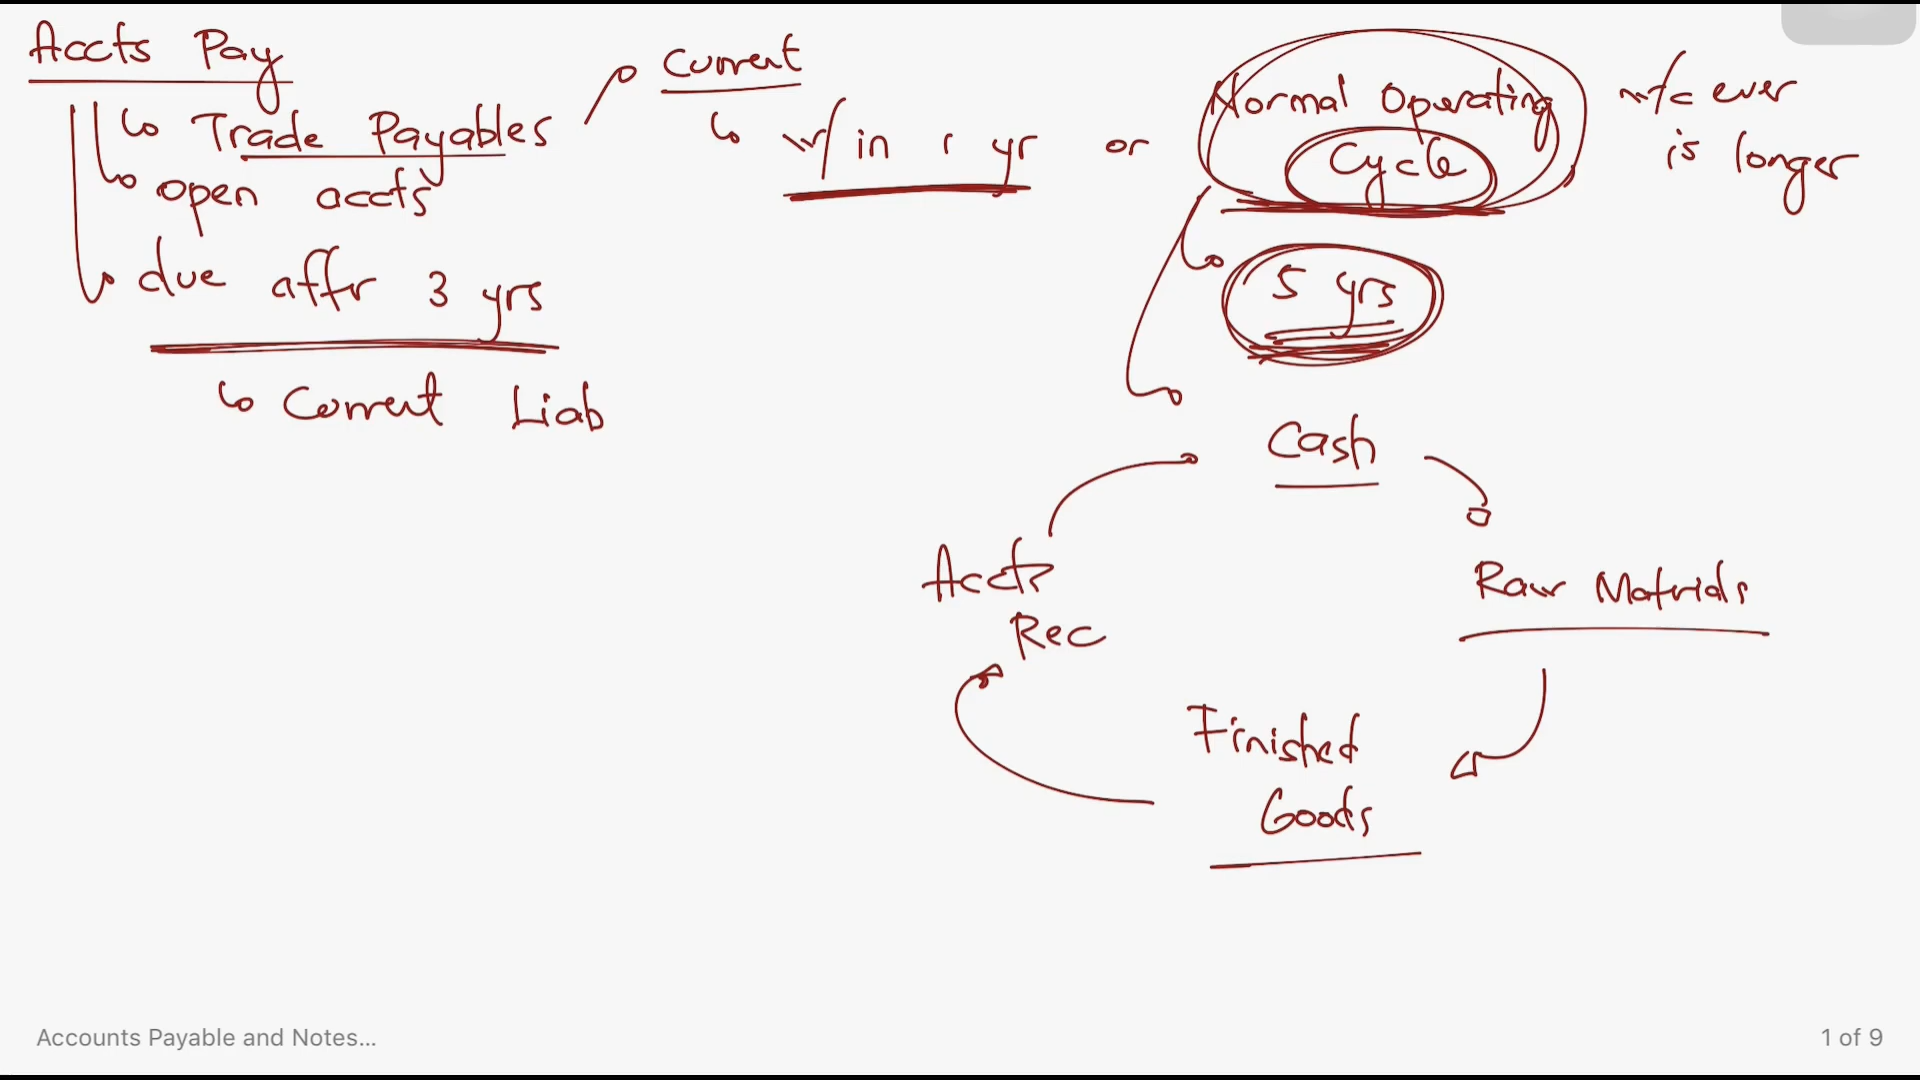 Accts Pay
Trade Payables
open accts
due after 3 yrs
Current Liab
Current
w/in 1 yr or
Normal Operating
Cycle
w/c ever
is longer
5 yrs
Cash
Raw Materials
Finished
Goods
Accts
Rec
Accounts Payable and Notes...
1 of 9